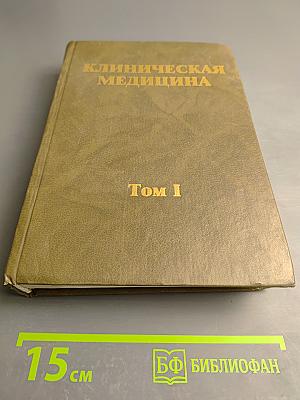 КЛИНИЧЕСКАЯ
МЕДИЦИНА
Том I
15 см
БФ БИБЛИОФАН